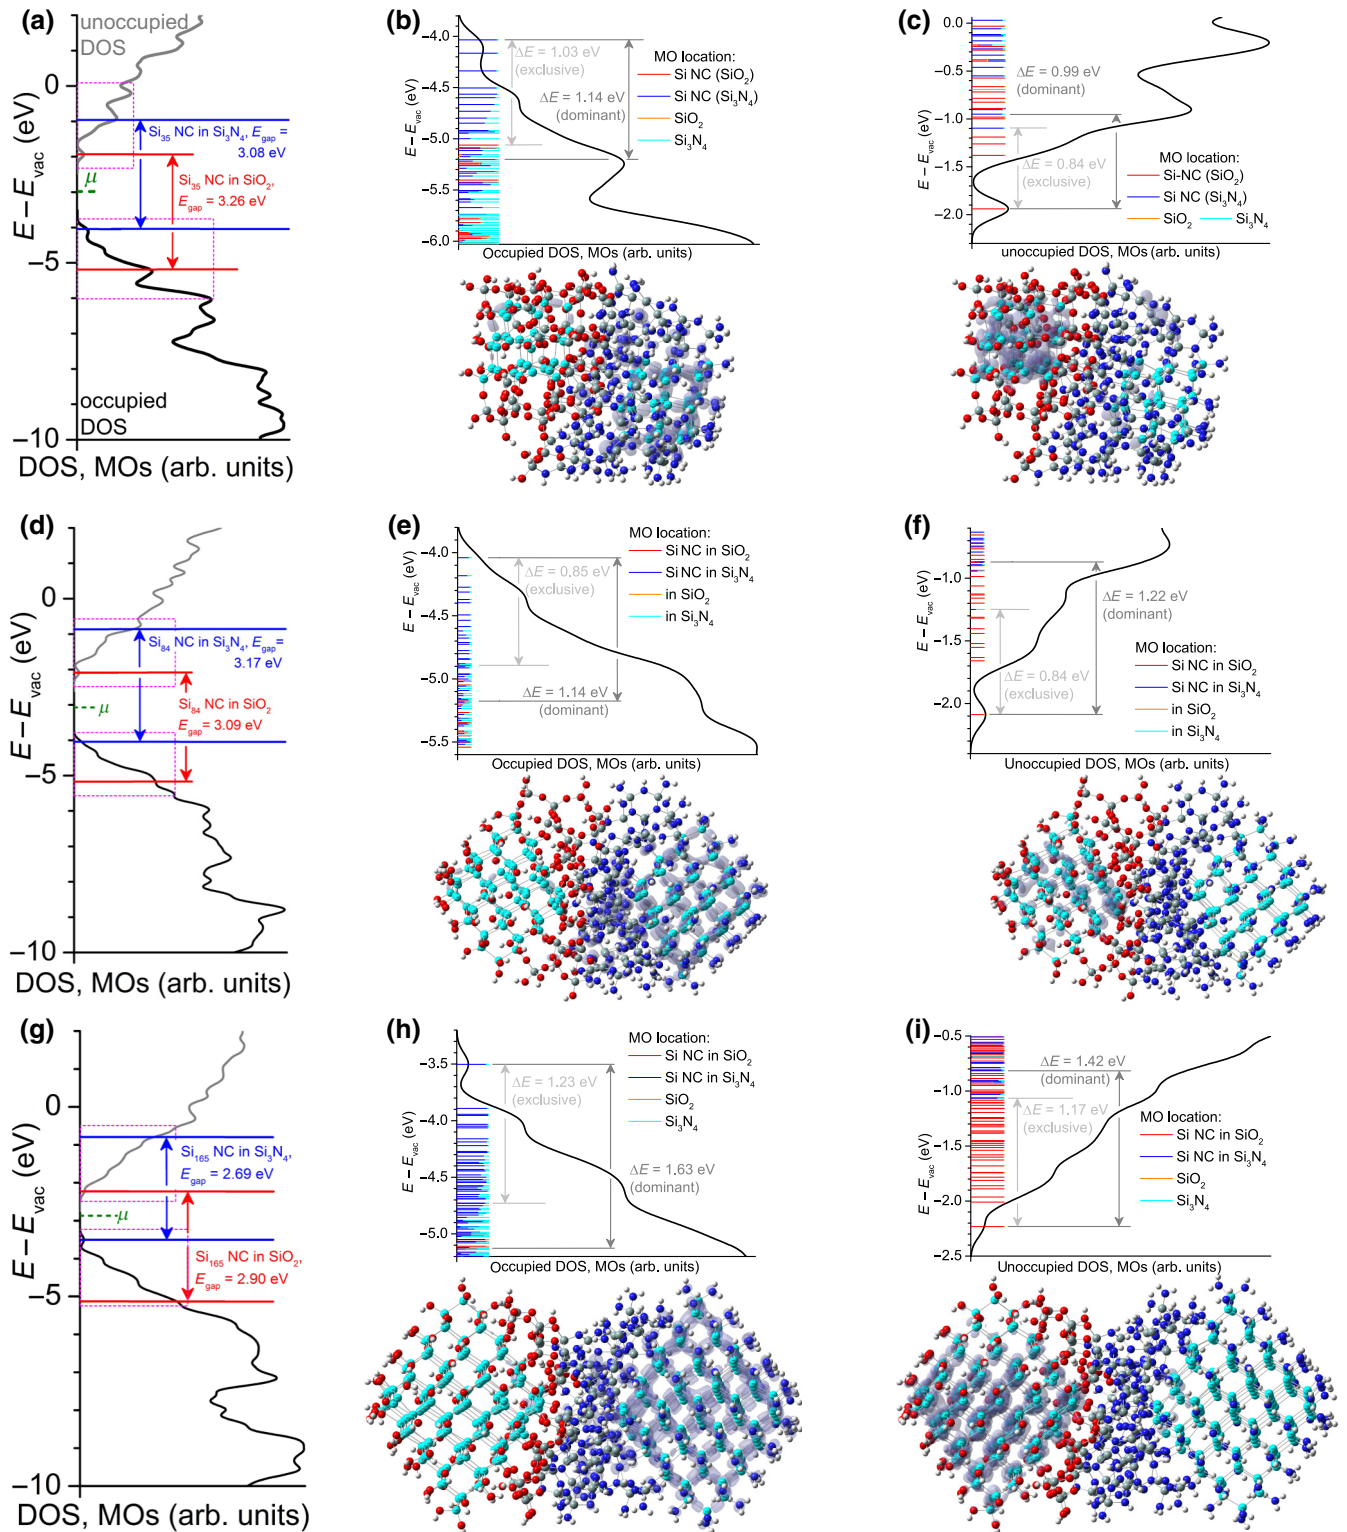 (a)
unoccupied
DOS
0
−5
−10
E−Evac (eV)
Si35 NC in Si3N4, Egap =
3.08 eV
μ
Si35 NC in SiO2,
Egap = 3.26 eV
occupied
DOS
DOS, MOs (arb. units)
(b)
−4.0
−4.5
−5.0
−5.5
−6.0
E−Evac (eV)
ΔE = 1.03 eV
(exclusive)
ΔE = 1.14 eV
(dominant)
MO location:
Si NC (SiO2)
Si NC (Si3N4)
SiO2
Si3N4
Occupied DOS, MOs (arb. units)
(c)
0.0
−0.5
−1.0
−1.5
−2.0
E−Evac (eV)
ΔE = 0.99 eV
(dominant)
ΔE = 0.84 eV
(exclusive)
MO location:
Si-NC (SiO2)
Si NC (Si3N4)
SiO2 Si3N4
unoccupied DOS, MOs (arb. units)
(d)
0
−5
−10
E−Evac (eV)
Si84 NC in Si3N4, Egap =
3.17 eV
μ
Si84 NC in SiO2
Egap = 3.09 eV
DOS, MOs (arb. units)
(e)
−4.0
−4.5
−5.0
−5.5
E−Evac (eV)
ΔE = 0.85 eV
(exclusive)
ΔE = 1.14 eV
(dominant)
MO location:
Si NC in SiO2
Si NC in Si3N4
in SiO2
in Si3N4
Occupied DOS, MOs (arb. units)
(f)
−1.0
−1.5
−2.0
E−Evac (eV)
ΔE = 1.22 eV
(dominant)
ΔE = 0.84 eV
(exclusive)
MO location:
Si NC in SiO2
Si NC in Si3N4
in SiO2
in Si3N4
Unoccupied DOS, MOs (arb. units)
(g)
0
−5
−10
E−Evac (eV)
Si165 NC in Si3N4,
Egap = 2.69 eV
μ
Si165 NC in SiO2,
Egap = 2.90 eV
DOS, MOs (arb. units)
(h)
−3.5
−4.0
−4.5
−5.0
E−Evac (eV)
ΔE = 1.23 eV
(exclusive)
ΔE = 1.63 eV
(dominant)
MO location:
Si NC in SiO2
Si NC in Si3N4
SiO2
Si3N4
Occupied DOS, MOs (arb. units)
(i)
−0.5
−1.0
−1.5
−2.0
−2.5
E−Evac (eV)
ΔE = 1.42 eV
(dominant)
ΔE = 1.17 eV
(exclusive)
MO location:
Si NC in SiO2
Si NC in Si3N4
SiO2
Si3N4
Unoccupied DOS, MOs (arb. units)